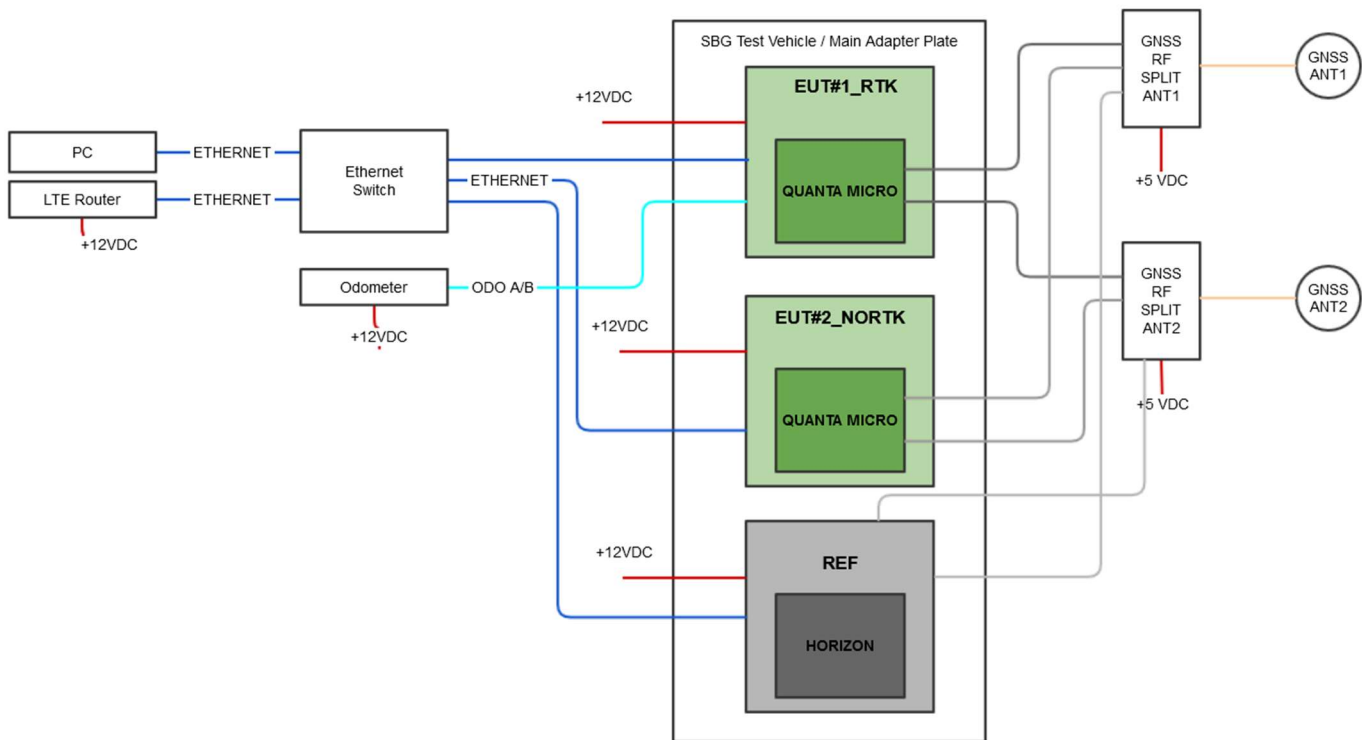 SBG Test Vehicle / Main Adapter Plate
GNSS
RF
SPLIT
ANT1
GNSS
ANT1
+5 VDC
EUT#1_RTK
+12VDC
QUANTA MICRO
PC
ETHERNET
LTE Router
ETHERNET
+12VDC
Ethernet
Switch
ETHERNET
Odometer
ODO A/B
+12VDC
GNSS
RF
SPLIT
ANT2
GNSS
ANT2
+5 VDC
EUT#2_NORTK
+12VDC
QUANTA MICRO
REF
+12VDC
HORIZON